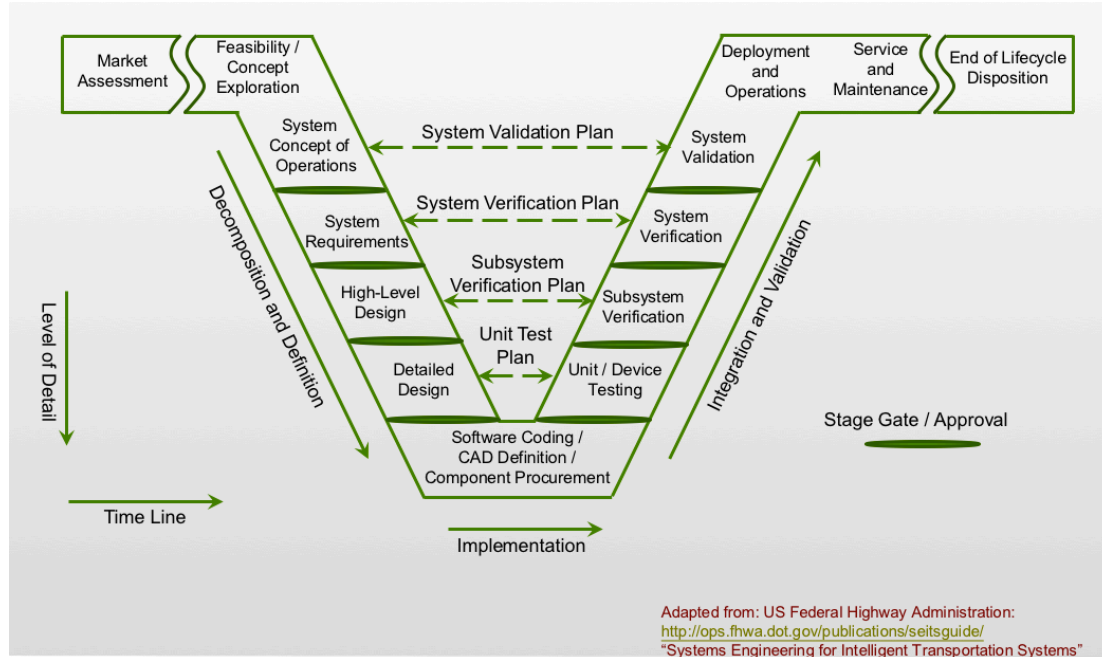 Market
Assessment
Feasibility /
Concept
Exploration
Deployment
and
Operations
Service
and
Maintenance
End of Lifecycle
Disposition
System
Concept of
Operations
System Validation Plan
System
Validation
System
Requirements
System Verification Plan
System
Verification
High-Level
Design
Subsystem
Verification Plan
Subsystem
Verification
Detailed
Design
Unit Test
Plan
Unit / Device
Testing
Software Coding /
CAD Definition /
Component Procurement
Decomposition and Definition
Integration and Validation
Level of Detail
Time Line
Implementation
Stage Gate / Approval
Adapted from: US Federal Highway Administration:
http://ops.fhwa.dot.gov/publications/seitsguide/
“Systems Engineering for Intelligent Transportation Systems”